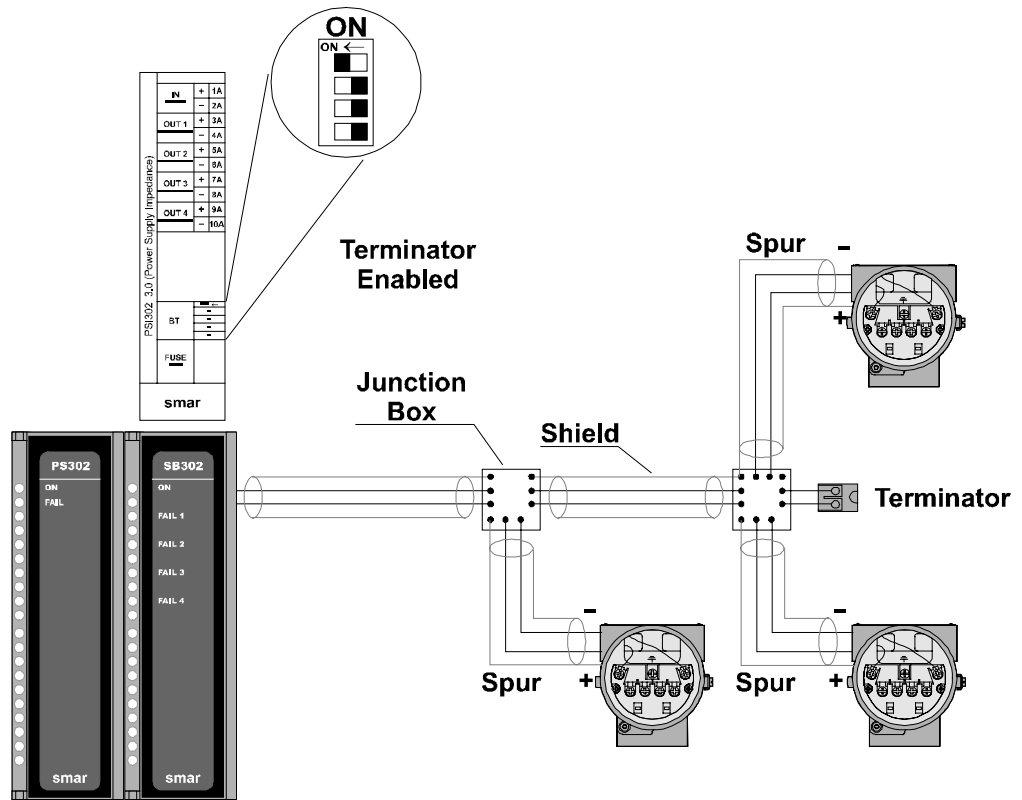 ON
ON ←
IN + 1A
− 2A
OUT 1 + 3A
− 4A
OUT 2 + 5A
− 6A
OUT 3 + 7A
− 8A
OUT 4 + 9A
− 10A
PSI302 3.0 (Power Supply Impedance)
BT
FUSE
smar
Terminator
Enabled
Spur
−
+
Junction
Box
Shield
PS302
ON
FAIL
smar
SB302
ON
FAIL 1
FAIL 2
FAIL 3
FAIL 4
smar
Terminator
−
Spur +
−
Spur +